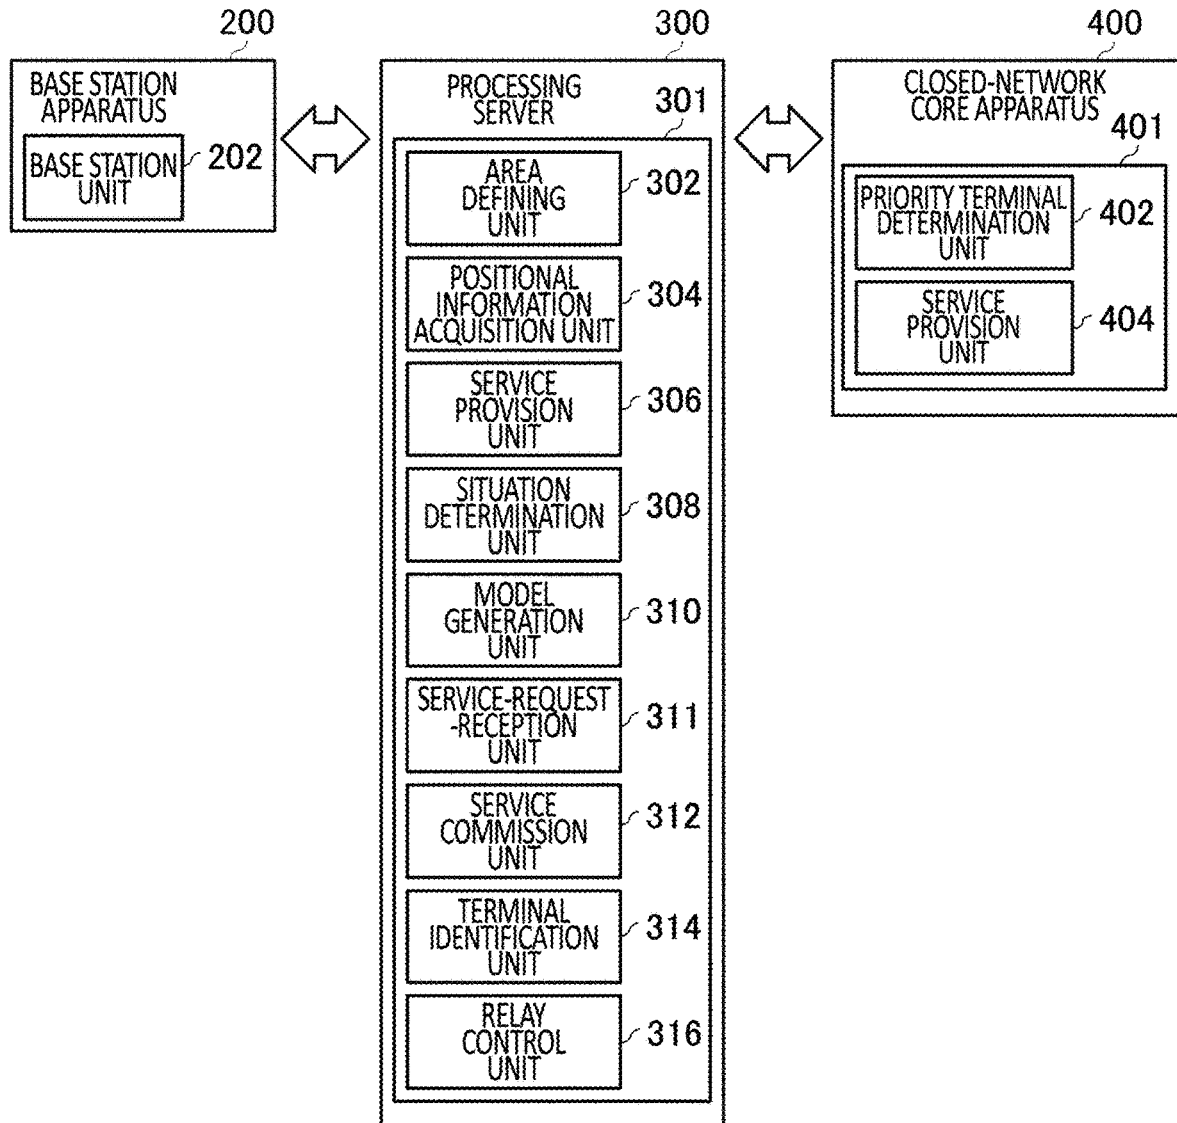 200
BASE STATION
APPARATUS
BASE STATION
UNIT
202
300
PROCESSING
SERVER
301
AREA
DEFINING
UNIT
302
POSITIONAL
INFORMATION
ACQUISITION UNIT
304
SERVICE
PROVISION
UNIT
306
SITUATION
DETERMINATION
UNIT
308
MODEL
GENERATION
UNIT
310
SERVICE-REQUEST
-RECEPTION
UNIT
311
SERVICE
COMMISSION
UNIT
312
TERMINAL
IDENTIFICATION
UNIT
314
RELAY
CONTROL
UNIT
316
400
CLOSED-NETWORK
CORE APPARATUS
401
PRIORITY TERMINAL
DETERMINATION
UNIT
402
SERVICE
PROVISION
UNIT
404